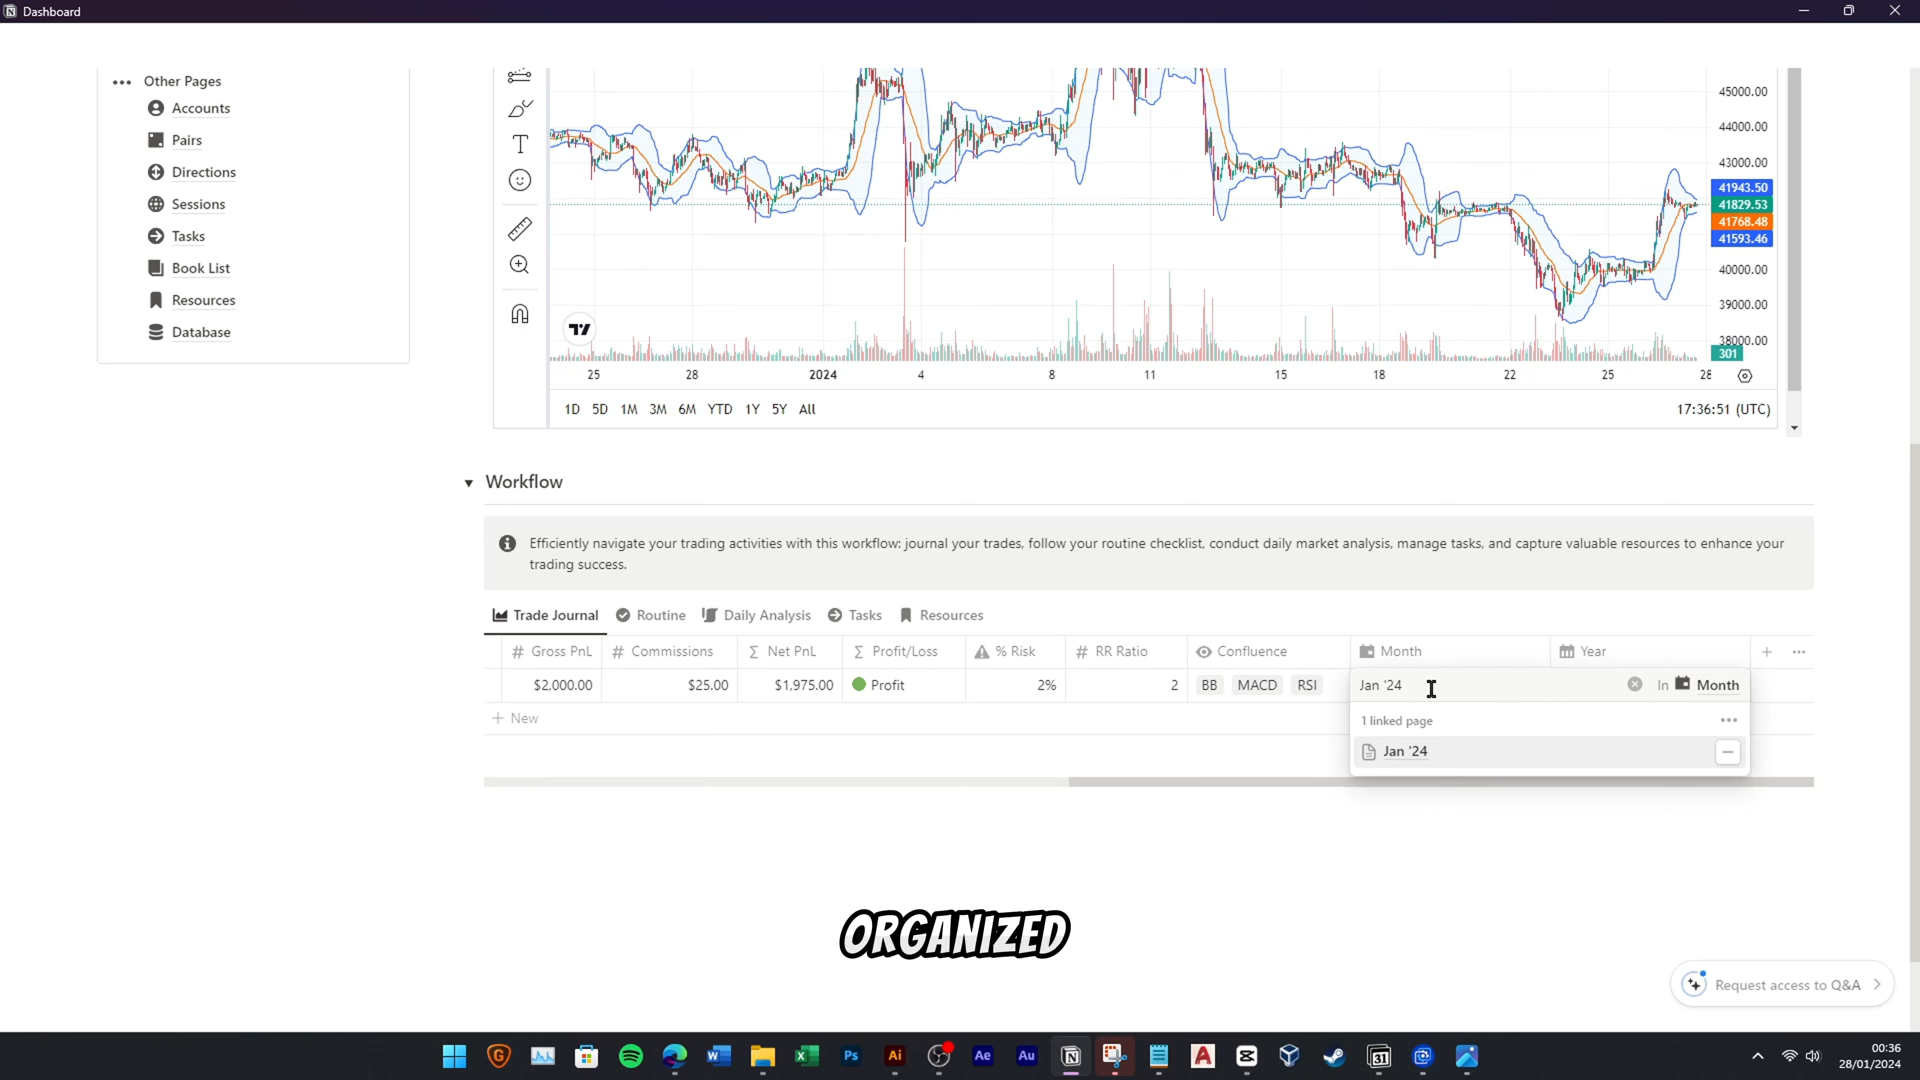 Dashboard
Other Pages
Accounts
Pairs
Directions
Sessions
Tasks
Book List
Resources
Database
45000.00
44000.00
43000.00
41943.50
41829.53
41768.48
41593.46
40000.00
39000.00
38000.00
301
25 28 2024 4 8 11 15 18 22 25 28
1D 5D 1M 3M 6M YTD 1Y 5Y All
17:36:51 (UTC)
Workflow
Efficiently navigate your trading activities with this workflow: journal your trades, follow your routine checklist, conduct daily market analysis, manage tasks, and capture valuable resources to enhance your
trading success.
Trade Journal Routine Daily Analysis Tasks Resources
# Gross PnL # Commissions Σ Net PnL Σ Profit/Loss % Risk # RR Ratio Confluence Month Year
$2,000.00 $25.00 $1,975.00 Profit 2% 2 BB MACD RSI Jan '24 In Month
+ New
1 linked page
Jan '24
ORGANIZED
Request access to Q&A
G W X Ps Ai Ae Au N A 31
00:36
28/01/2024